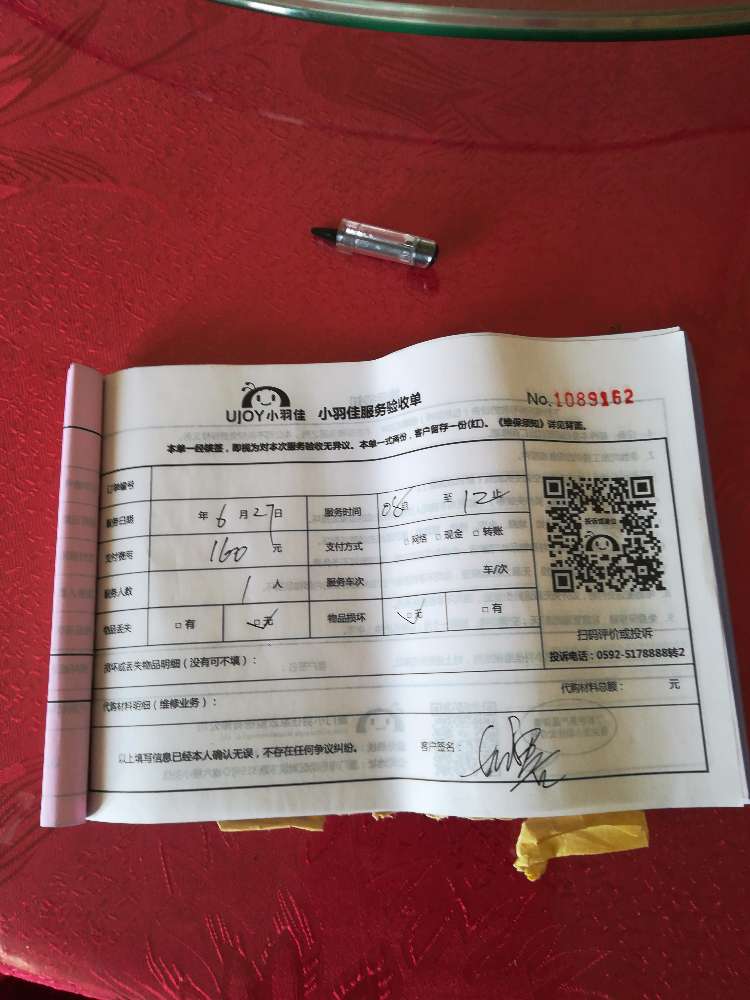 UJOY小羽佳 小羽佳服务验收单 No.1089162
本单一经核签，即视为对本次服务验收无异议。本单一式两份，客户留存一份(红)。《维保须知》详见背面。
订单编号
服务日期 年 6 月 27 日 服务时间 08 至 12 止
支付费用 160 元 支付方式 □网络 □现金 □转账
服务人数 1 人 服务车次 车/次
物品丢失 □有 □无 物品损坏 □无 □有
扫码评价或投诉
投诉电话：0592-5178888转2
损坏或丢失物品明细（没有可不填）：
代购材料明细（维修业务）： 代购材料总额： 元
以上填写信息已经本人确认无误，不存在任何争议纠纷。 客户签名：